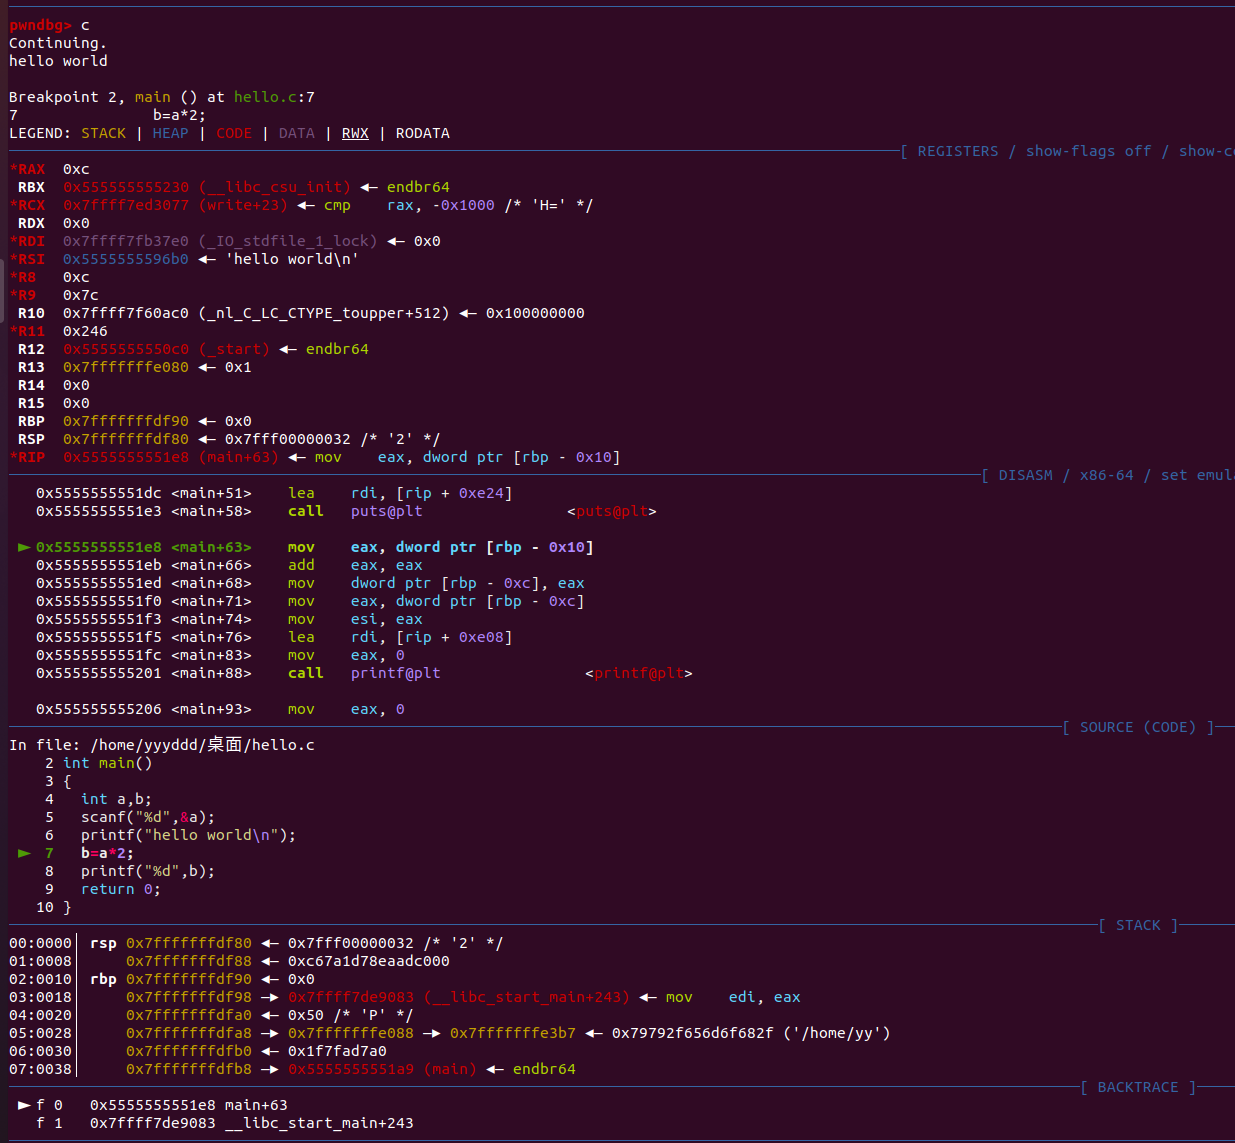 pwndbg> c
Continuing.
hello world
Breakpoint 2, main () at hello.c:7
7               b=a*2;
LEGEND: STACK | HEAP | CODE | DATA | RWX | RODATA
[ REGISTERS / show-flags off / show-c
*RAX  0xc
RBX  0x555555555230 (__libc_csu_init) ◂— endbr64
*RCX  0x7ffff7ed3077 (write+23) ◂— cmp    rax, -0x1000 /* 'H=' */
RDX  0x0
*RDI  0x7ffff7fb37e0 (_IO_stdfile_1_lock) ◂— 0x0
*RSI  0x5555555596b0 ◂— 'hello world\n'
*R8   0xc
*R9   0x7c
R10  0x7ffff7f60ac0 (_nl_C_LC_CTYPE_toupper+512) ◂— 0x100000000
*R11  0x246
R12  0x5555555550c0 (_start) ◂— endbr64
R13  0x7fffffffe080 ◂— 0x1
R14  0x0
R15  0x0
RBP  0x7fffffffdf90 ◂— 0x0
RSP  0x7fffffffdf80 ◂— 0x7fff00000032 /* '2' */
*RIP  0x5555555551e8 (main+63) ◂— mov    eax, dword ptr [rbp - 0x10]
[ DISASM / x86-64 / set emul
0x5555555551dc <main+51>    lea    rdi, [rip + 0xe24]
0x5555555551e3 <main+58>    call   puts@plt                <puts@plt>
► 0x5555555551e8 <main+63>    mov    eax, dword ptr [rbp - 0x10]
0x5555555551eb <main+66>    add    eax, eax
0x5555555551ed <main+68>    mov    dword ptr [rbp - 0xc], eax
0x5555555551f0 <main+71>    mov    eax, dword ptr [rbp - 0xc]
0x5555555551f3 <main+74>    mov    esi, eax
0x5555555551f5 <main+76>    lea    rdi, [rip + 0xe08]
0x5555555551fc <main+83>    mov    eax, 0
0x555555555201 <main+88>    call   printf@plt                <printf@plt>
0x555555555206 <main+93>    mov    eax, 0
[ SOURCE (CODE) ]
In file: /home/yyyddd/桌面/hello.c
2 int main()
3 {
4   int a,b;
5   scanf("%d",&a);
6   printf("hello world\n");
► 7   b=a*2;
8   printf("%d",b);
9   return 0;
10 }
[ STACK ]
00:0000│ rsp 0x7fffffffdf80 ◂— 0x7fff00000032 /* '2' */
01:0008│     0x7fffffffdf88 ◂— 0xc67a1d78eaadc000
02:0010│ rbp 0x7fffffffdf90 ◂— 0x0
03:0018│     0x7fffffffdf98 —▸ 0x7ffff7de9083 (__libc_start_main+243) ◂— mov    edi, eax
04:0020│     0x7fffffffdfa0 ◂— 0x50 /* 'P' */
05:0028│     0x7fffffffdfa8 —▸ 0x7fffffffe088 —▸ 0x7fffffffe3b7 ◂— 0x79792f656d6f682f ('/home/yy')
06:0030│     0x7fffffffdfb0 ◂— 0x1f7fad7a0
07:0038│     0x7fffffffdfb8 —▸ 0x5555555551a9 (main) ◂— endbr64
[ BACKTRACE ]
► f 0   0x5555555551e8 main+63
f 1   0x7ffff7de9083 __libc_start_main+243